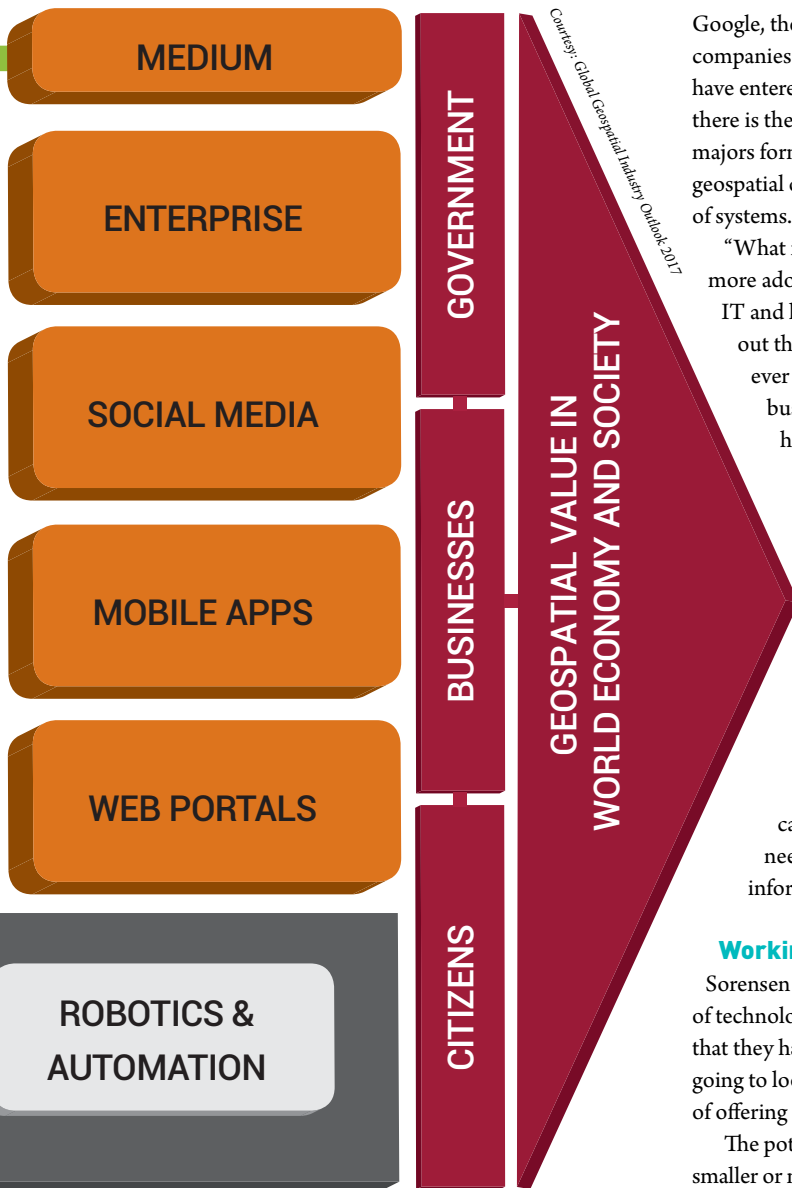 MEDIUM
ENTERPRISE
SOCIAL MEDIA
MOBILE APPS
WEB PORTALS
ROBOTICS &
AUTOMATION
GOVERNMENT
BUSINESSES
CITIZENS
GEOSPATIAL VALUE IN
WORLD ECONOMY AND SOCIETY
Courtesy: Global Geospatial Industry Outlook 2017
Google, the
companies
have entere
there is the
majors for
geospatial
of systems.
“What
more ado
IT and
out th
ever
bu
h
ca
nee
infor
Workin
Sorensen
of technolo
that they ha
going to loo
of offering
The pot
smaller or